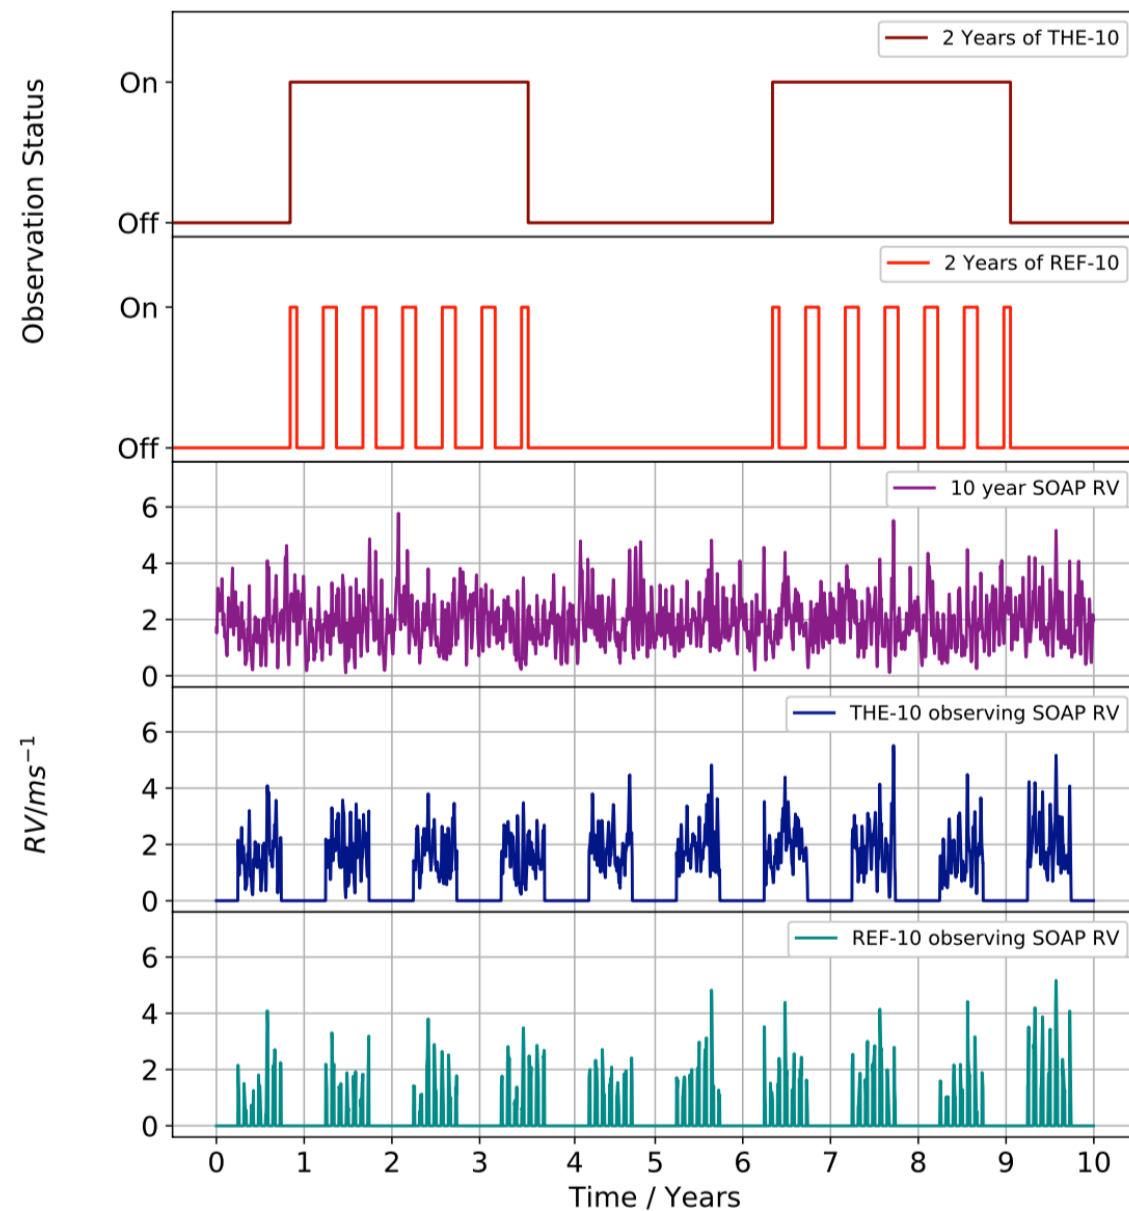 Observation Status
2 Years of THE-10
On
Off
2 Years of REF-10
On
Off
RV/ms⁻¹
10 year SOAP RV
6
4
2
0
THE-10 observing SOAP RV
6
4
2
0
REF-10 observing SOAP RV
6
4
2
0
0 1 2 3 4 5 6 7 8 9 10
Time / Years